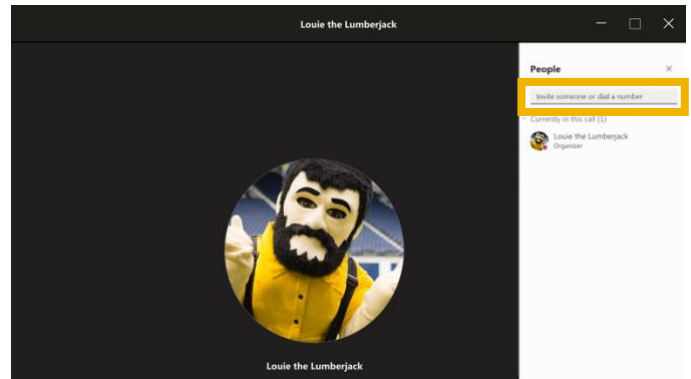 Louie the Lumberjack
People
Invite someone or dial a number
Currently in this call (1)
Louie the Lumberjack
Organizer
Louie the Lumberjack